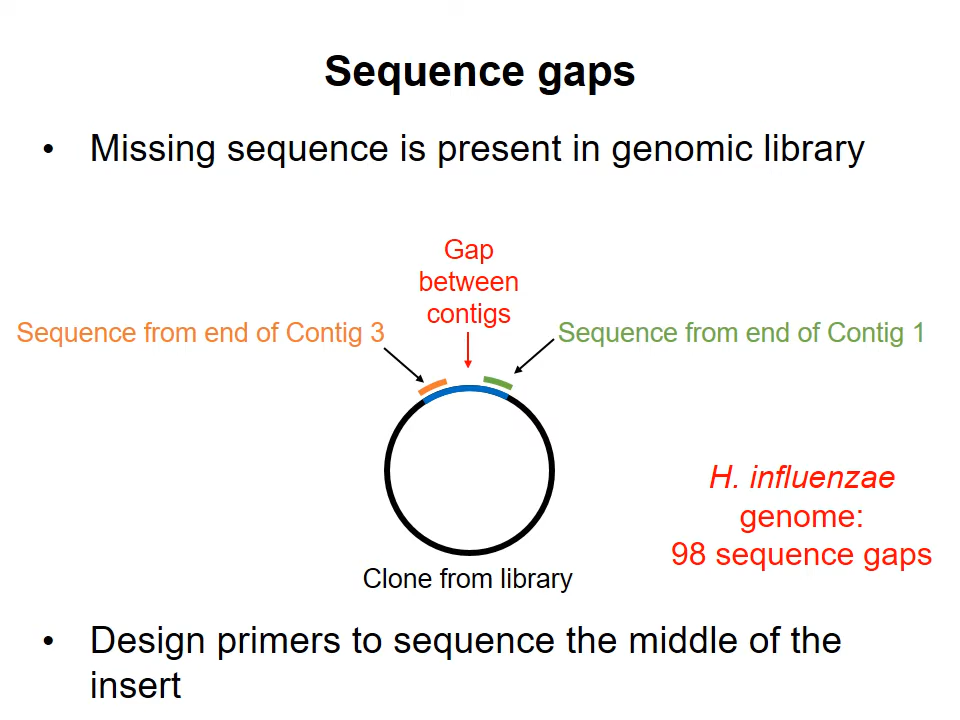 Sequence gaps
• Missing sequence is present in genomic library
Gap
between
contigs
Sequence from end of Contig 3
Sequence from end of Contig 1
H. influenzae
genome:
98 sequence gaps
Clone from library
• Design primers to sequence the middle of the
insert